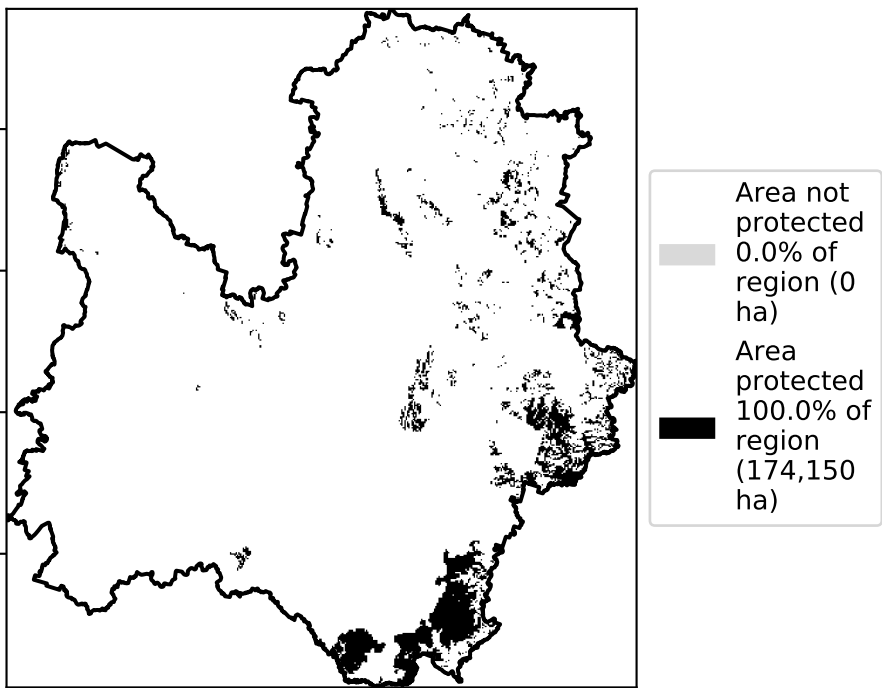 Area not
protected
0.0% of
region (0
ha)
Area
protected
100.0% of
region
(174,150
ha)